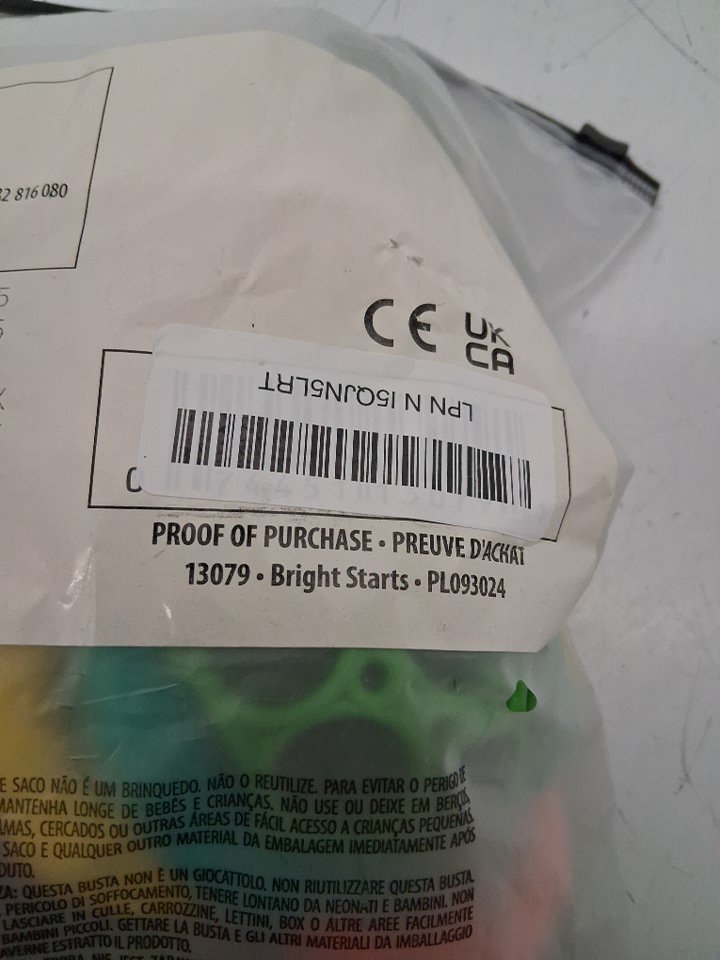 2 816 080
5
CE UK
CA
LPN N I5QJNSLRT
0
PROOF OF PURCHASE • PREUVE D'ACHAT
13079 • Bright Starts • PL093024
E SACO NÃO É UM BRINQUEDO. NÃO O REUTILIZE. PARA EVITAR O PERIGO DE
MANTENHA LONGE DE BEBÊS E CRIANÇAS. NÃO USE OU DEIXE EM BERÇOS,
AMAS, CERCADOS OU OUTRAS ÁREAS DE FÁCIL ACESSO A CRIANÇAS PEQUENAS.
SACO E QUALQUER OUTRO MATERIAL DA EMBALAGEM IMEDIATAMENTE APÓS
DUTO.
ZA: QUESTA BUSTA NON È UN GIOCATTOLO. NON RIUTILIZZARE QUESTA BUSTA.
PERICOLO DI SOFFOCAMENTO, TENERE LONTANO DA NEONATI E BAMBINI. NON
LASCIARE IN CULLE, CARROZZINE, LETTINI, BOX O ALTRE AREE FACILMENTE
BAMBINI PICCOLI. GETTARE LA BUSTA E GLI ALTRI MATERIALI DA IMBALLAGGIO
AVERNE ESTRATTO IL PRODOTTO.